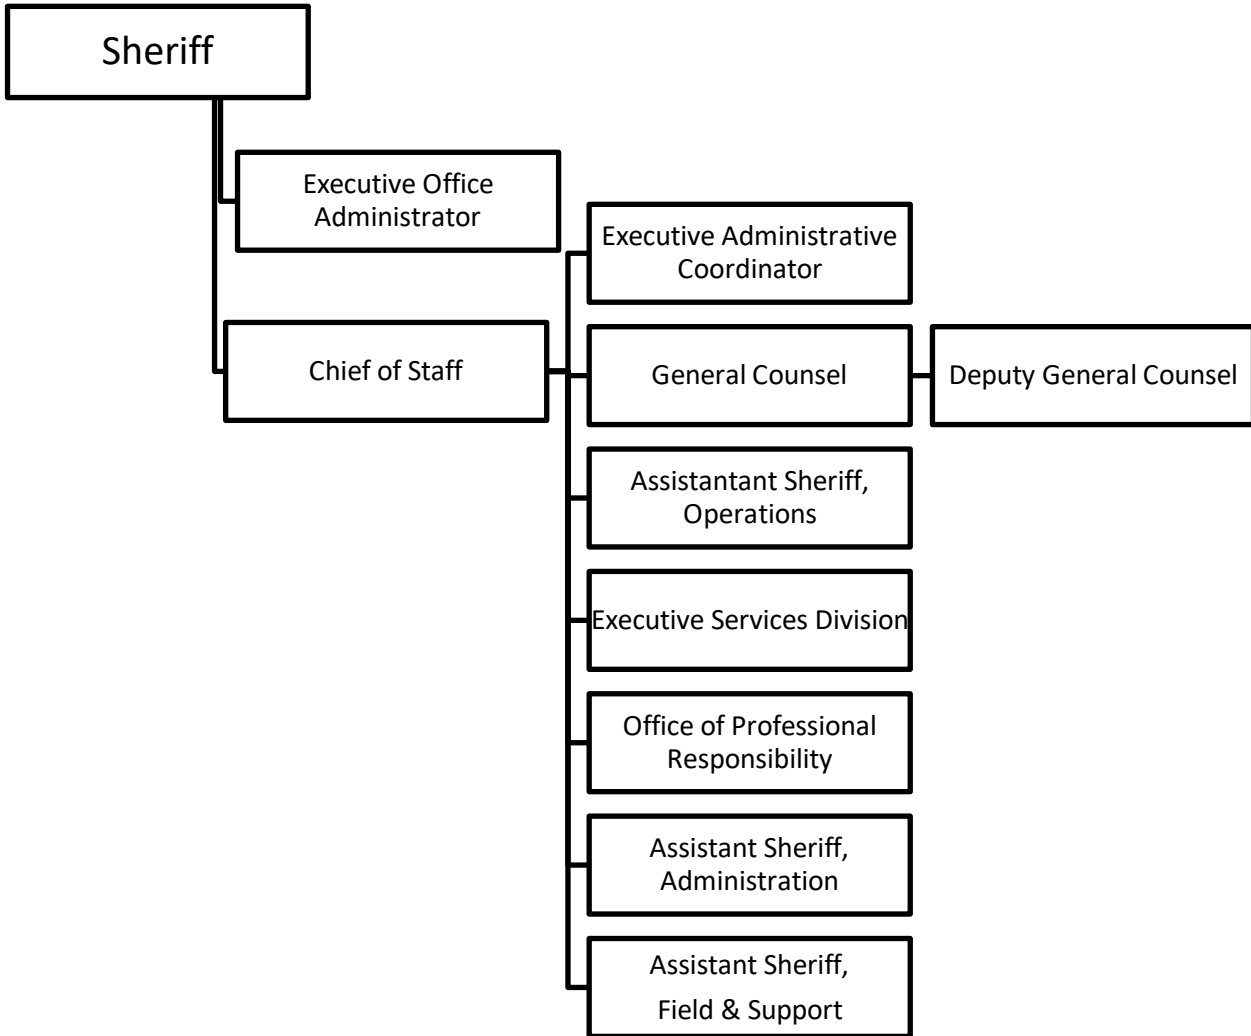 Sheriff
Executive Office
Administrator
Executive Administrative
Coordinator
Chief of Staff
General Counsel
Deputy General Counsel
Assistantant Sheriff,
Operations
Executive Services Division
Office of Professional
Responsibility
Assistant Sheriff,
Administration
Assistant Sheriff,
Field & Support